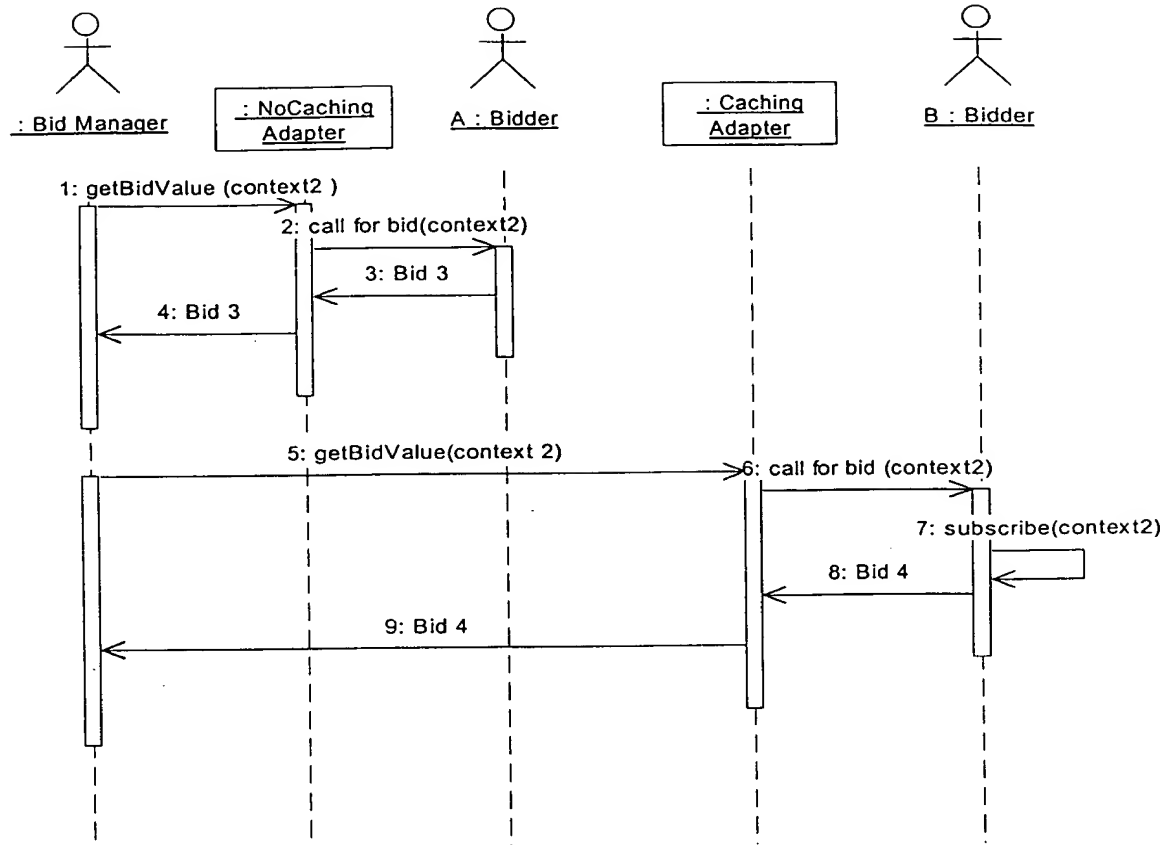 : Bid Manager
: NoCaching
Adapter
A : Bidder
: Caching
Adapter
B : Bidder
1: getBidValue (context2 )
2: call for bid(context2)
3: Bid 3
4: Bid 3
5: getBidValue(context 2)
6: call for bid (context2)
7: subscribe(context2)
8: Bid 4
9: Bid 4